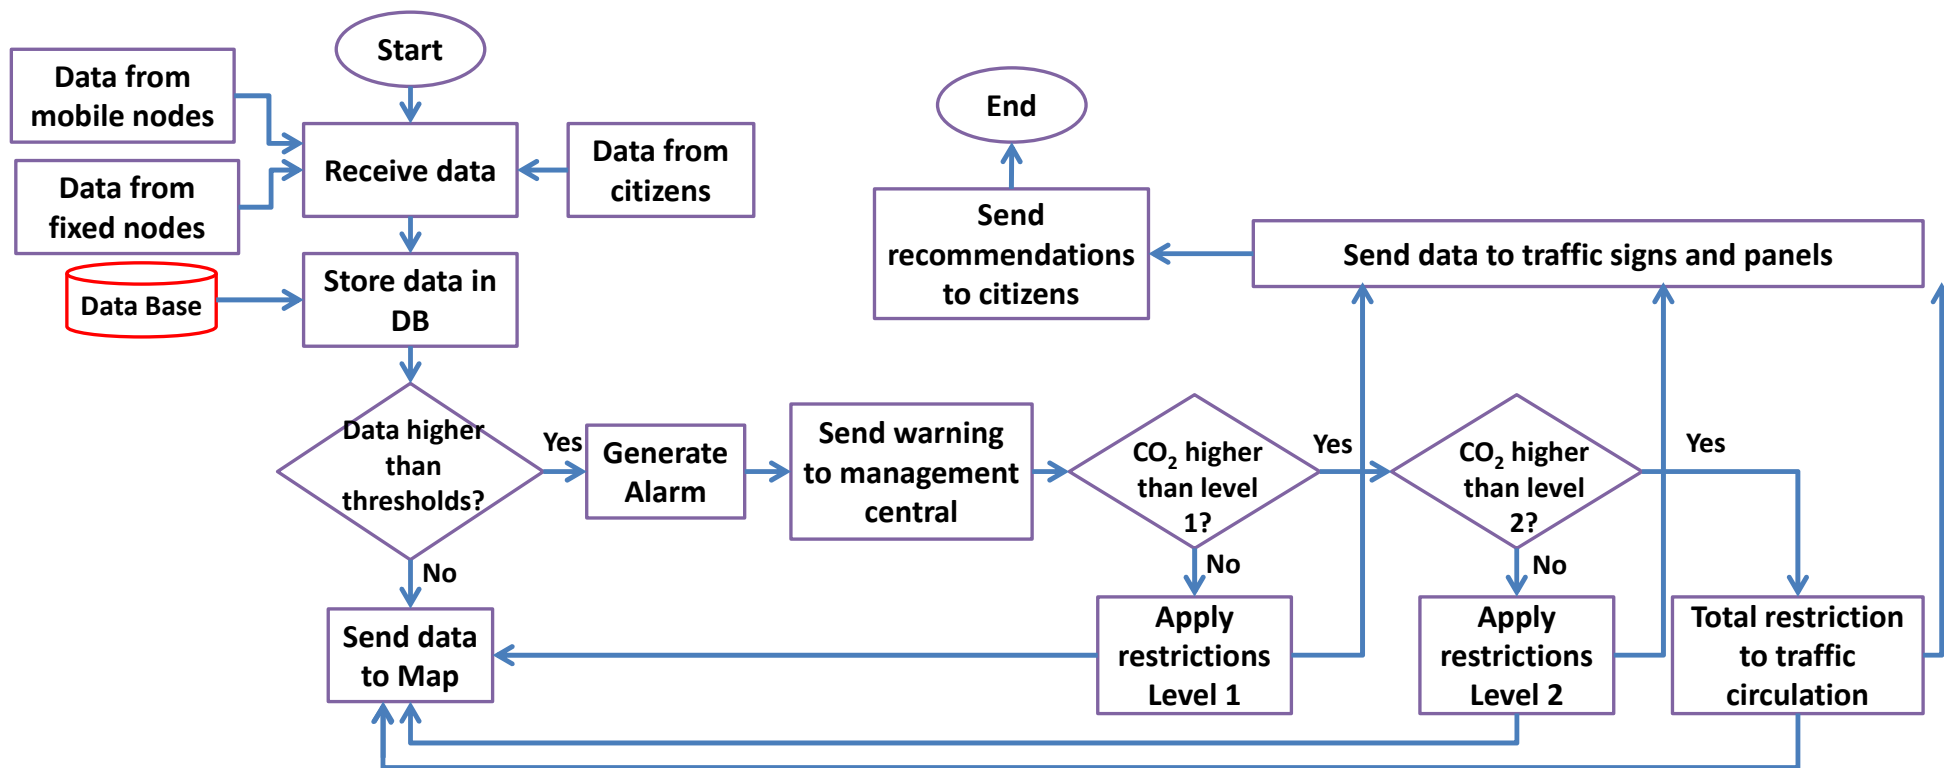 Start
Data from
mobile nodes
End
Receive data
Data from
citizens
Data from
fixed nodes
Send
recommendations
to citizens
Send data to traffic signs and panels
Data Base
Store data in
DB
Data higher
than
thresholds?
Yes
Generate
Alarm
Send warning
to management
central
CO₂ higher
than level
1?
Yes
CO₂ higher
than level
2?
Yes
No
No
No
Send data
to Map
Apply
restrictions
Level 1
Apply
restrictions
Level 2
Total restriction
to traffic
circulation